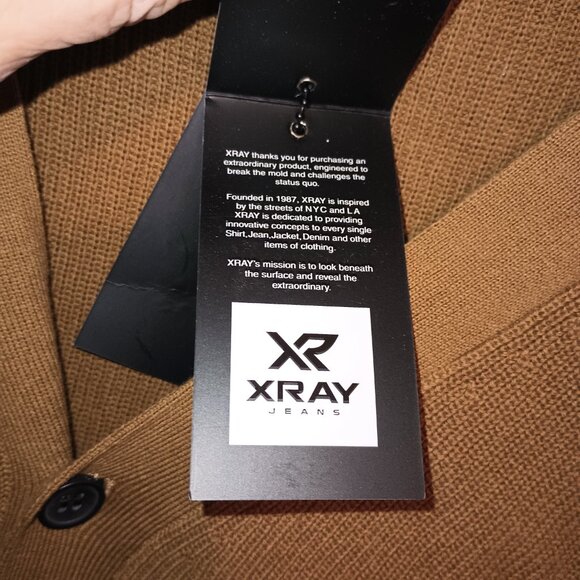 XRAY thanks you for purchasing an
extraordinary product, engineered to
break the mold and challenges the
status quo.
Founded in 1987, XRAY is inspired
by the streets of NYC and LA
XRAY is dedicated to providing
innovative concepts to every single
Shirt,Jean,Jacket,Denim and other
items of clothing.
XRAY's mission is to look beneath
the surface and reveal the
extraordinary.
XR
XRAY
JEANS